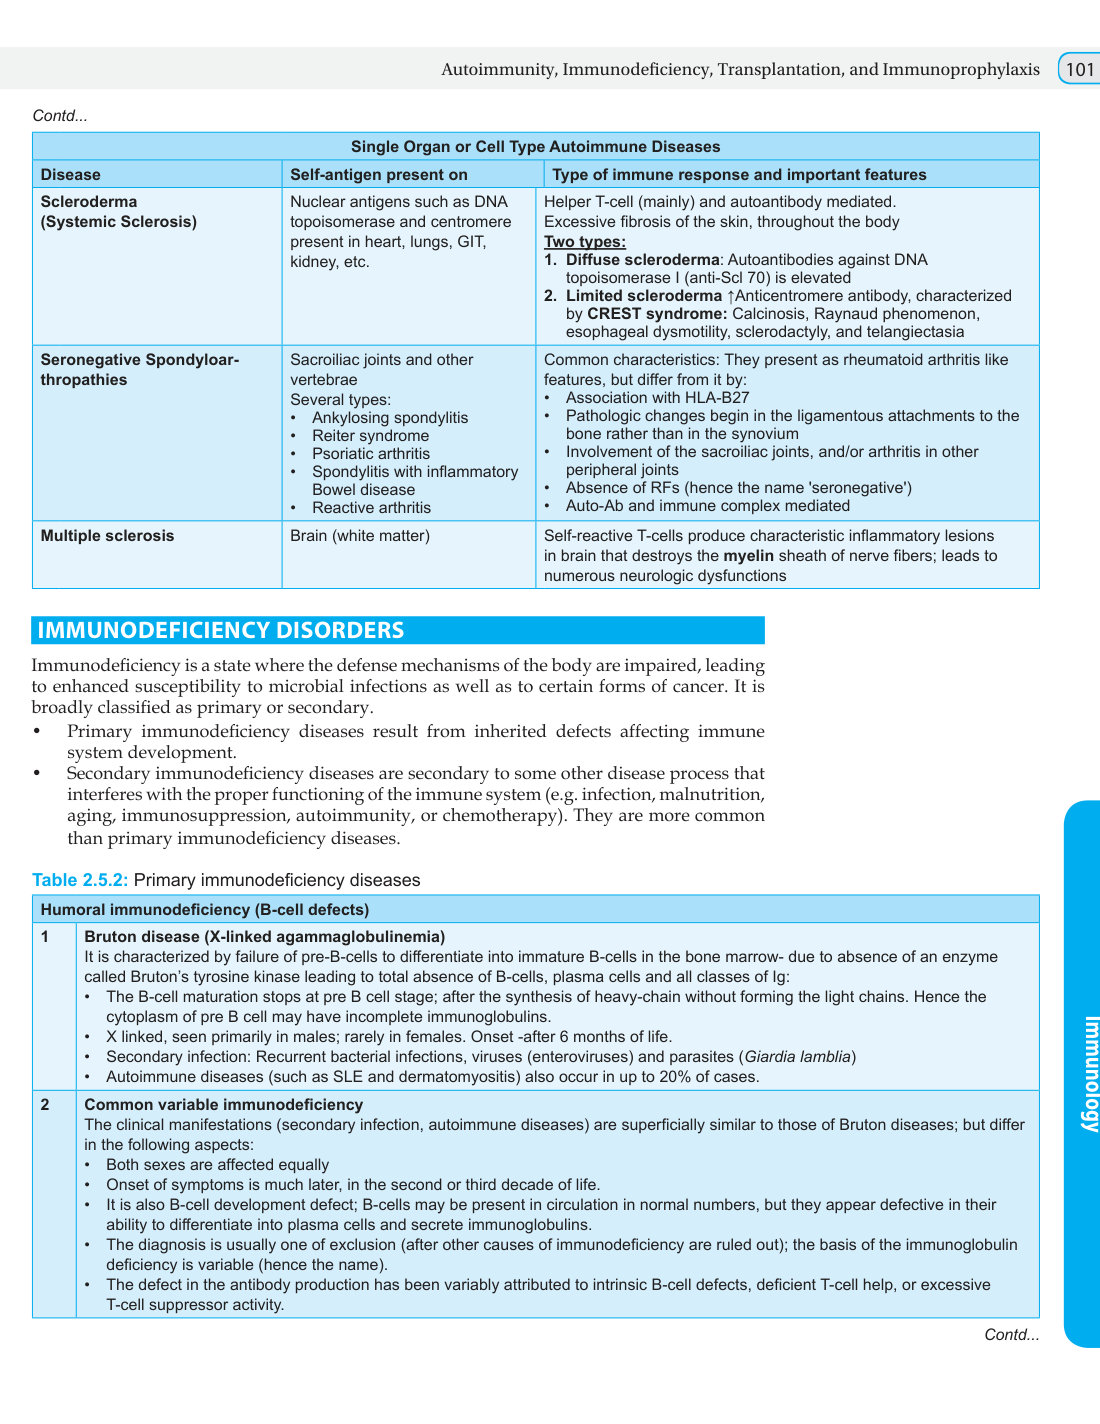 Autoimmunity, Immunodeficiency, Transplantation, and Immunoprophylaxis
101
Contd...
Single Organ or Cell Type Autoimmune Diseases
Disease
Self-antigen present on
Type of immune response and important features
Scleroderma
(Systemic Sclerosis)
Nuclear antigens such as DNA
topoisomerase and centromere
present in heart, lungs, GIT,
kidney, etc.
Helper T-cell (mainly) and autoantibody mediated.
Excessive fibrosis of the skin, throughout the body
Two types:
1. Diffuse scleroderma: Autoantibodies against DNA
topoisomerase I (anti-Scl 70) is elevated
2. Limited scleroderma ↑Anticentromere antibody, characterized
by CREST syndrome: Calcinosis, Raynaud phenomenon,
esophageal dysmotility, sclerodactyly, and telangiectasia
Seronegative Spondyloar-
thropathies
Sacroiliac joints and other
vertebrae
Several types:
• Ankylosing spondylitis
• Reiter syndrome
• Psoriatic arthritis
• Spondylitis with inflammatory
Bowel disease
• Reactive arthritis
Common characteristics: They present as rheumatoid arthritis like
features, but differ from it by:
• Association with HLA-B27
• Pathologic changes begin in the ligamentous attachments to the
bone rather than in the synovium
• Involvement of the sacroiliac joints, and/or arthritis in other
peripheral joints
• Absence of RFs (hence the name 'seronegative')
• Auto-Ab and immune complex mediated
Multiple sclerosis
Brain (white matter)
Self-reactive T-cells produce characteristic inflammatory lesions
in brain that destroys the myelin sheath of nerve fibers; leads to
numerous neurologic dysfunctions
IMMUNODEFICIENCY DISORDERS
Immunodeficiency is a state where the defense mechanisms of the body are impaired, leading
to enhanced susceptibility to microbial infections as well as to certain forms of cancer. It is
broadly classified as primary or secondary.
• Primary immunodeficiency diseases result from inherited defects affecting immune
system development.
• Secondary immunodeficiency diseases are secondary to some other disease process that
interferes with the proper functioning of the immune system (e.g. infection, malnutrition,
aging, immunosuppression, autoimmunity, or chemotherapy). They are more common
than primary immunodeficiency diseases.
Table 2.5.2: Primary immunodeficiency diseases
Humoral immunodeficiency (B-cell defects)
1 Bruton disease (X-linked agammaglobulinemia)
It is characterized by failure of pre-B-cells to differentiate into immature B-cells in the bone marrow- due to absence of an enzyme
called Bruton’s tyrosine kinase leading to total absence of B-cells, plasma cells and all classes of Ig:
• The B-cell maturation stops at pre B cell stage; after the synthesis of heavy-chain without forming the light chains. Hence the
cytoplasm of pre B cell may have incomplete immunoglobulins.
• X linked, seen primarily in males; rarely in females. Onset -after 6 months of life.
• Secondary infection: Recurrent bacterial infections, viruses (enteroviruses) and parasites (Giardia lamblia)
• Autoimmune diseases (such as SLE and dermatomyositis) also occur in up to 20% of cases.
2 Common variable immunodeficiency
The clinical manifestations (secondary infection, autoimmune diseases) are superficially similar to those of Bruton diseases; but differ
in the following aspects:
• Both sexes are affected equally
• Onset of symptoms is much later, in the second or third decade of life.
• It is also B-cell development defect; B-cells may be present in circulation in normal numbers, but they appear defective in their
ability to differentiate into plasma cells and secrete immunoglobulins.
• The diagnosis is usually one of exclusion (after other causes of immunodeficiency are ruled out); the basis of the immunoglobulin
deficiency is variable (hence the name).
• The defect in the antibody production has been variably attributed to intrinsic B-cell defects, deficient T-cell help, or excessive
T-cell suppressor activity.
Contd...
Immunology